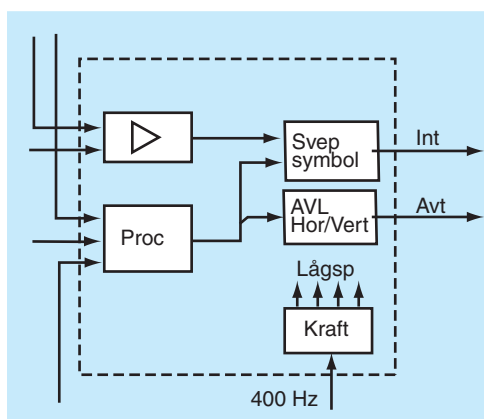 Svep
symbol
Int
AVL
Hor/Vert
Avt
Proc
Lågsp
Kraft
400 Hz